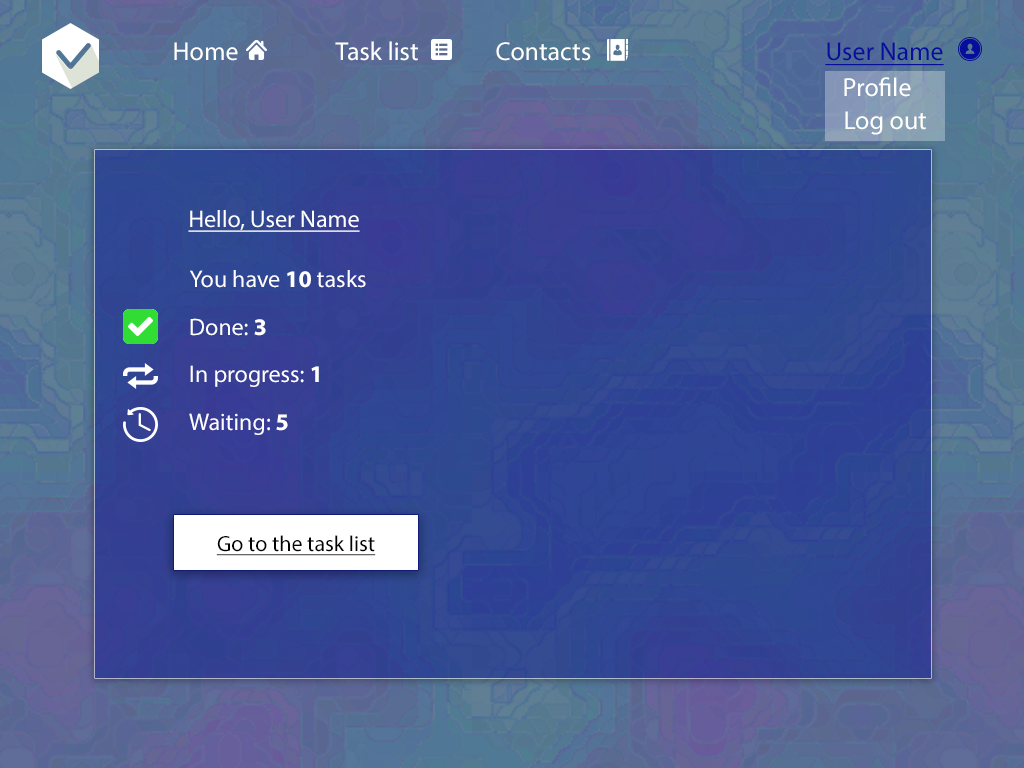 Home
Task list
Contacts
User Name
Profile
Log out
Hello, User Name
You have 10 tasks
Done: 3
In progress: 1
Waiting: 5
Go to the task list